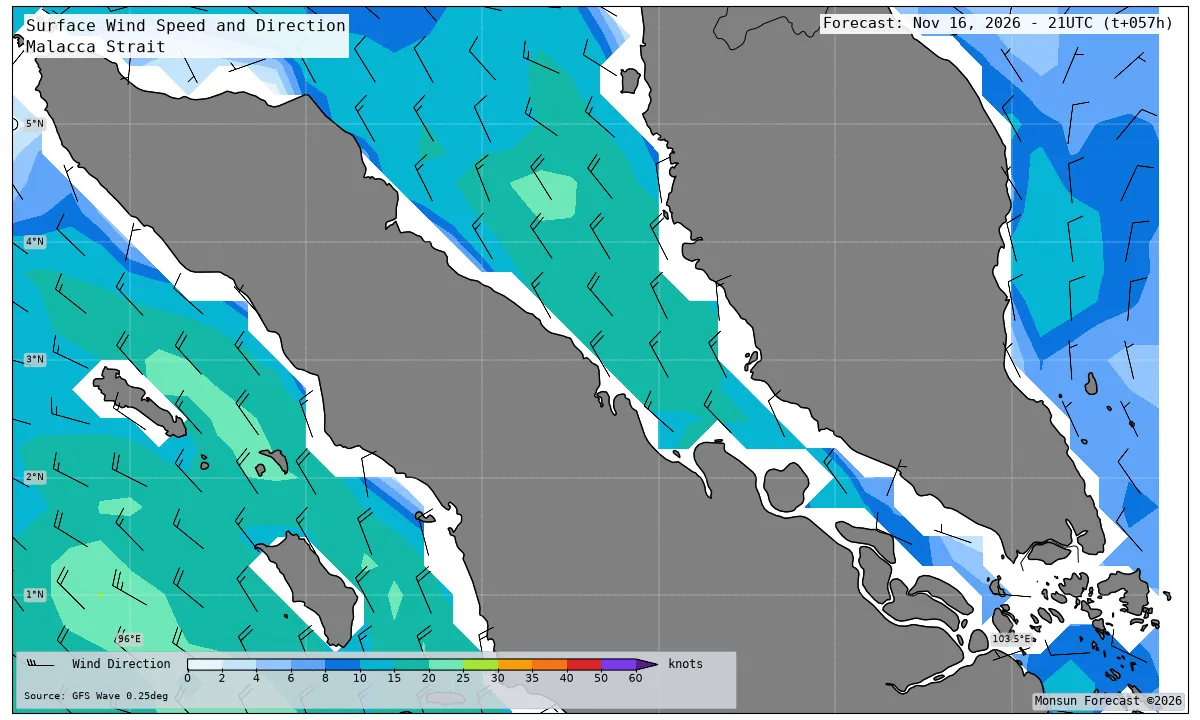 Surface Wind Speed and Direction
Malacca Strait
Forecast: Nov 16, 2026 - 21UTC (t+057h)
5°N
4°N
3°N
2°N
1°N
96°E
103.5°E
Wind Direction
knots
0 2 4 6 8 10 15 20 25 30 35 40 50 60
Source: GFS Wave 0.25deg
Monsun Forecast ©2026